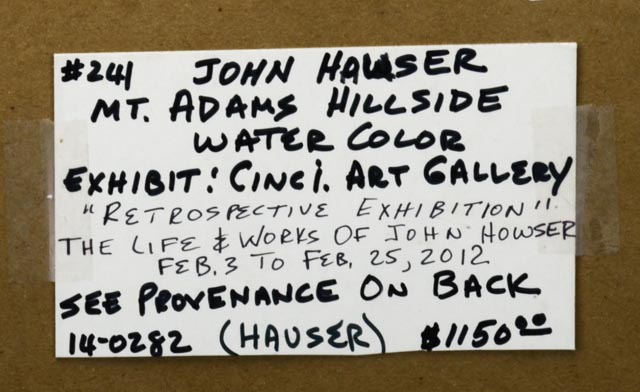 #241 JOHN HAUSER
MT. ADAMS HILLSIDE
WATER COLOR
EXHIBIT: CINCI. ART GALLERY
"RETROSPECTIVE EXHIBITION"
THE LIFE & WORKS OF JOHN HOWSER
FEB. 3 TO FEB. 25, 2012
SEE PROVENANCE ON BACK
14-0282 (HAUSER) $1150.00